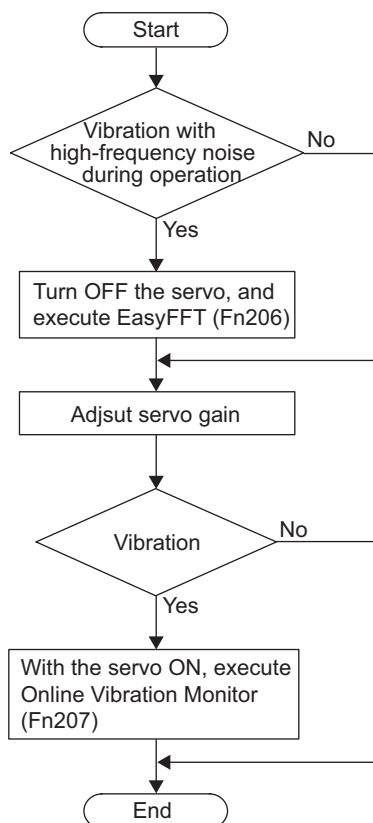 Start
Vibration with
high-frequency noise
during operation
No
Yes
Turn OFF the servo, and
execute EasyFFT (Fn206)
Adjsut servo gain
Vibration
No
Yes
With the servo ON, execute
Online Vibration Monitor
(Fn207)
End